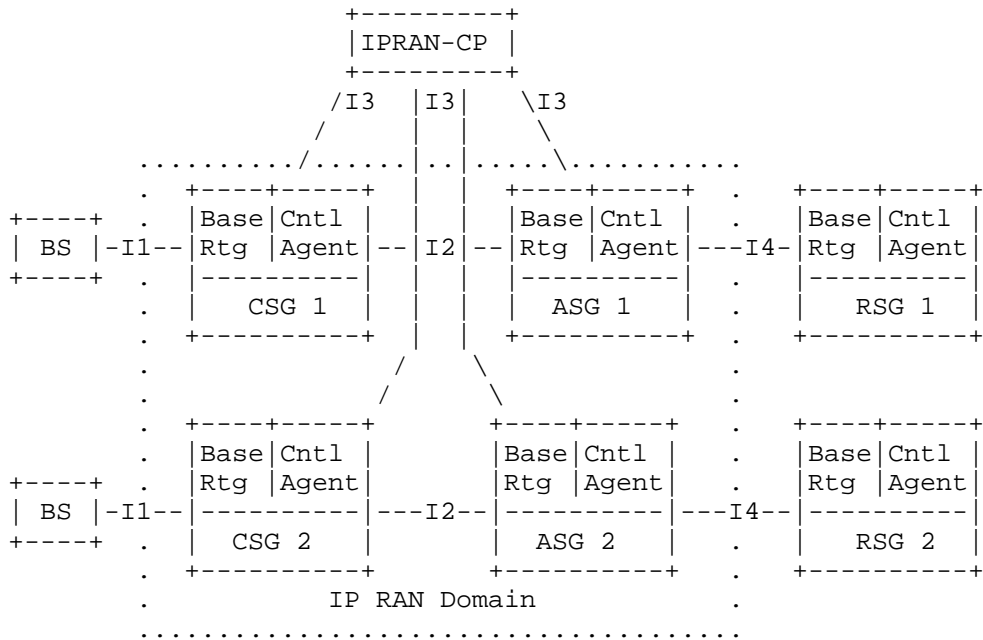 IPRAN-CP
I3 I3 I3
Base Cntl Base Cntl Base Cntl
BS I1 Rtg Agent I2 Rtg Agent I4 Rtg Agent
CSG 1 ASG 1 RSG 1
Base Cntl Base Cntl Base Cntl
Rtg Agent Rtg Agent Rtg Agent
BS I1 I2 I4
CSG 2 ASG 2 RSG 2
IP RAN Domain